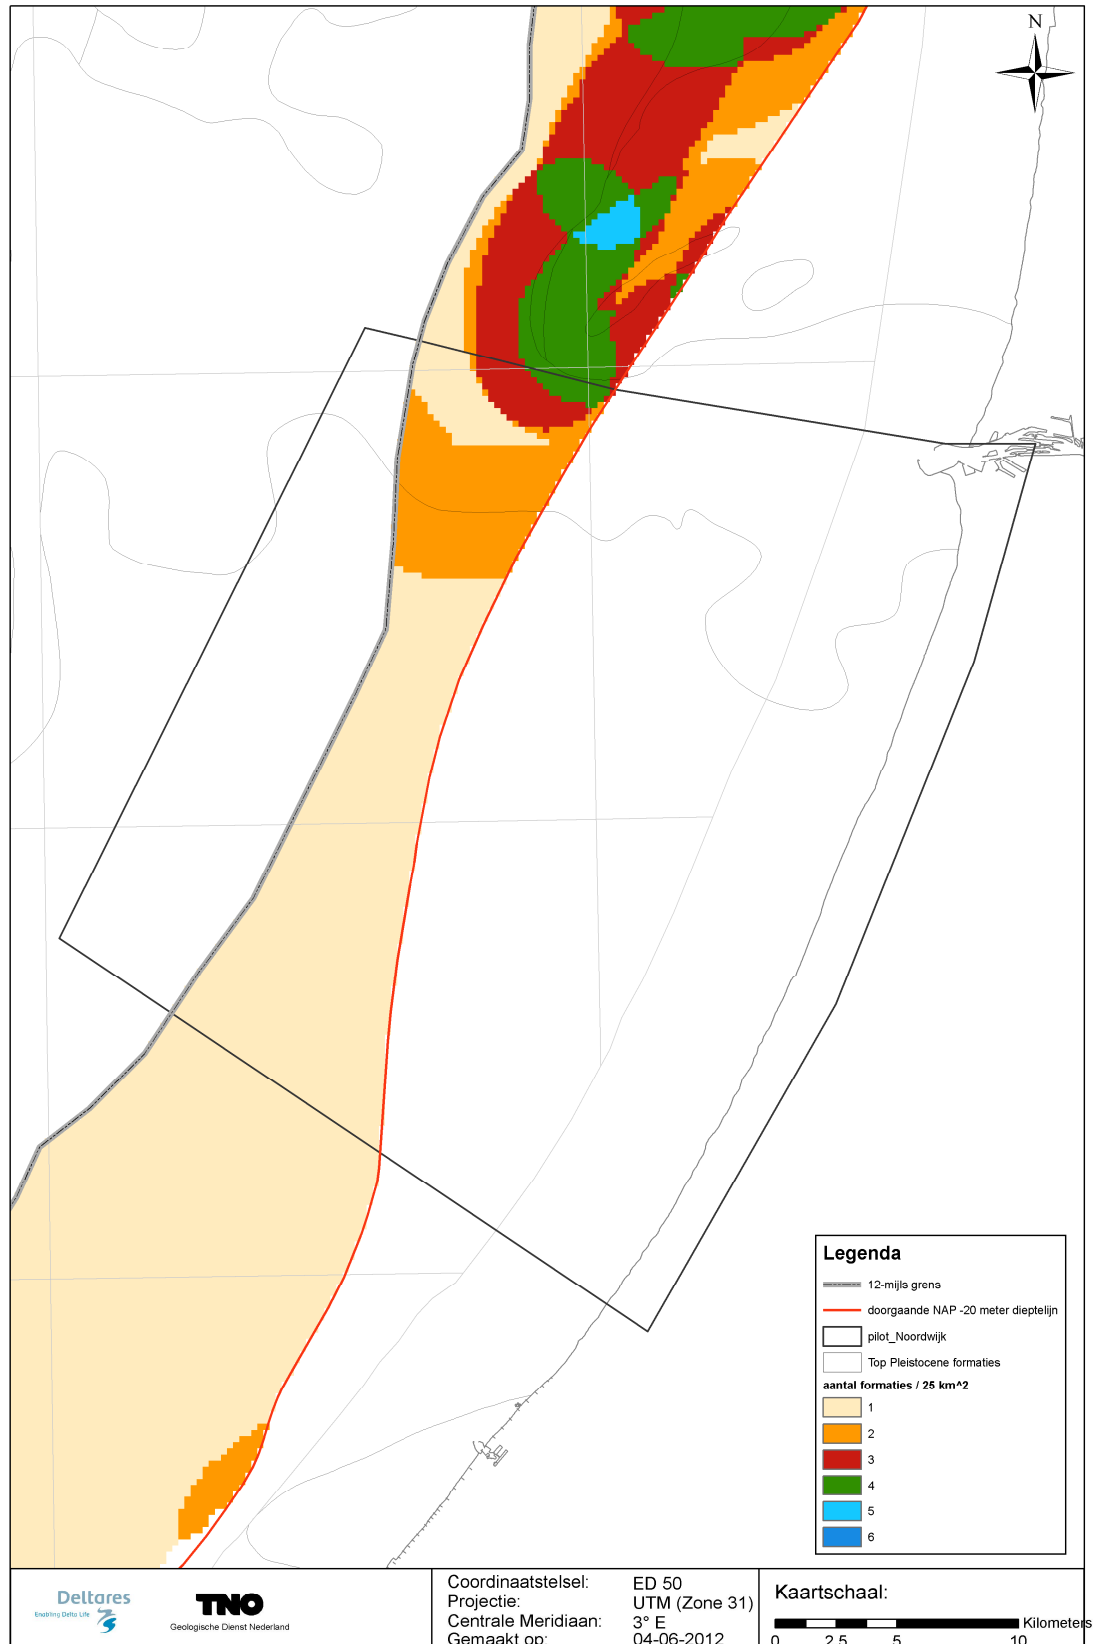 N
Legenda
12-mijls grens
doorgaande NAP -20 meter dieptelijn
pilot_Noordwijk
Top Pleistocene formaties
aantal formaties / 25 km^2
1
2
3
4
5
6
Deltares
Enabling Delta Life
TNO
Geologische Dienst Nederland
Coordinaatstelsel: ED 50
Projectie: UTM (Zone 31)
Centrale Meridiaan: 3° E
Gemaakt op: 04-06-2012
Kaartschaal:
Kilometers
0 2,5 5 10